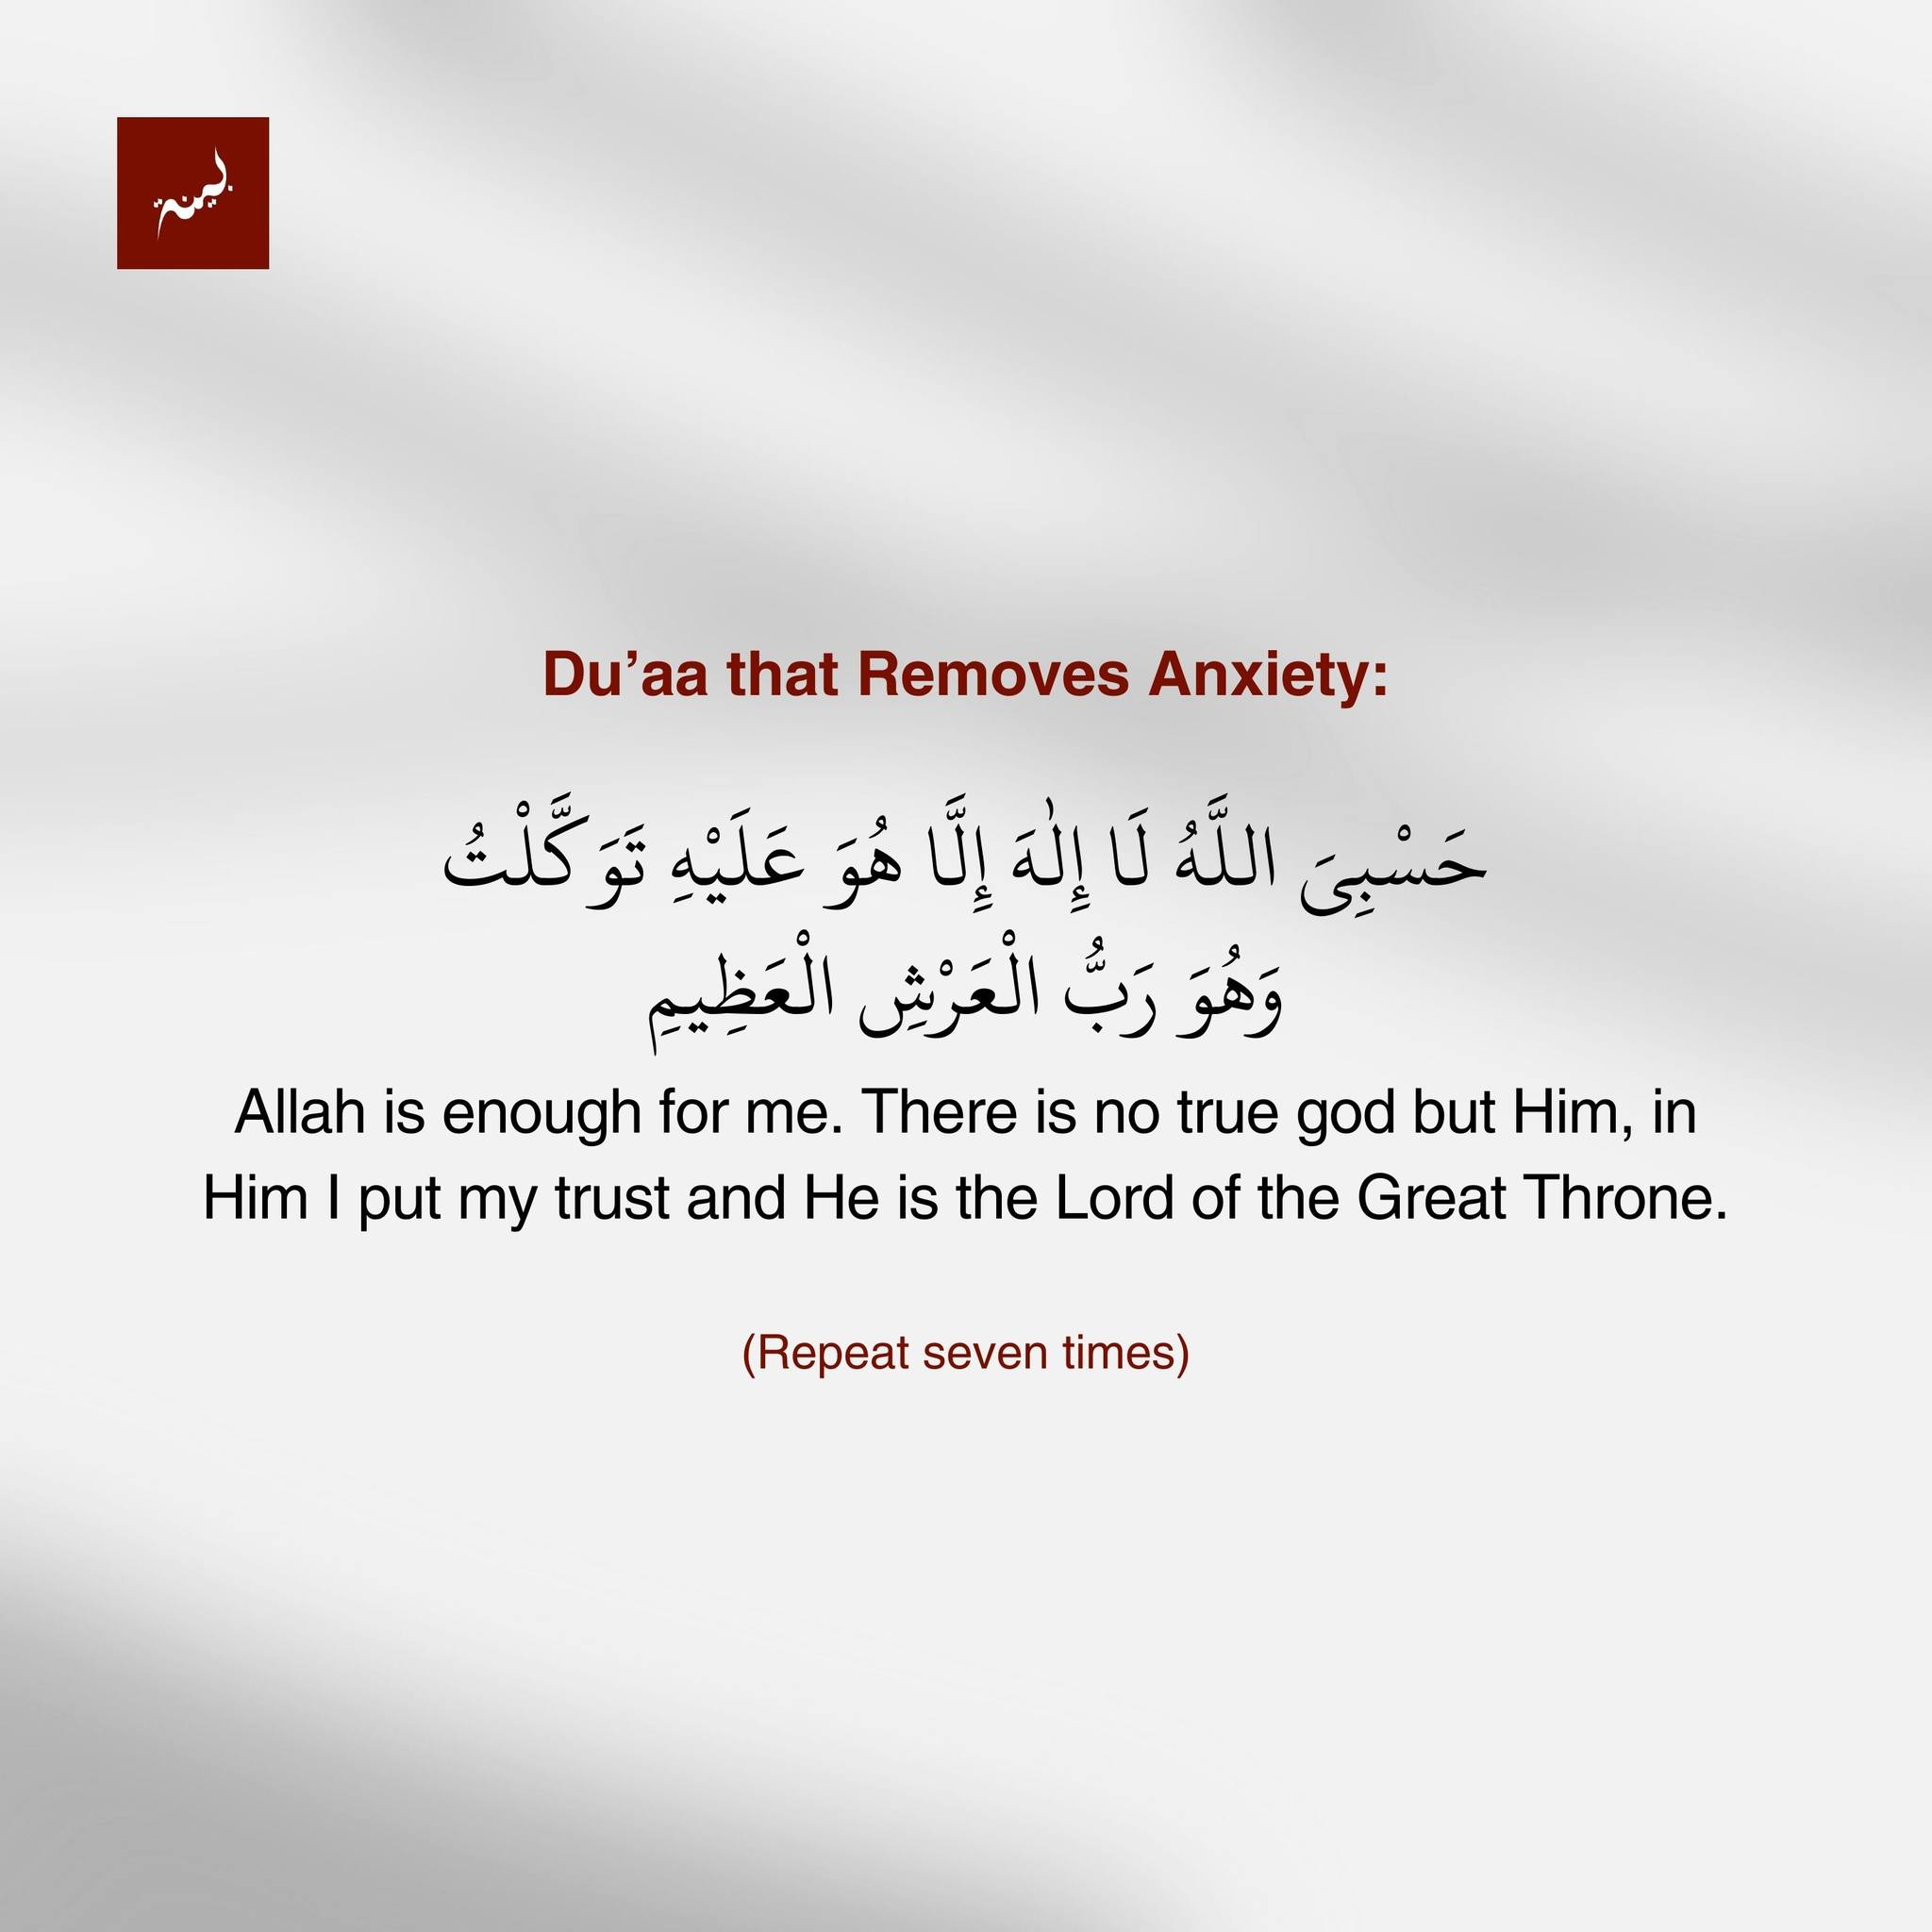 بينة
Du’aa that Removes Anxiety:
حَسْبِىَ اللَّهُ لَا إِلٰهَ إِلَّا هُوَ عَلَيْهِ تَوَكَّلْتُ
وَهُوَ رَبُّ الْعَرْشِ الْعَظِيمِ
Allah is enough for me. There is no true god but Him, in
Him I put my trust and He is the Lord of the Great Throne.
(Repeat seven times)